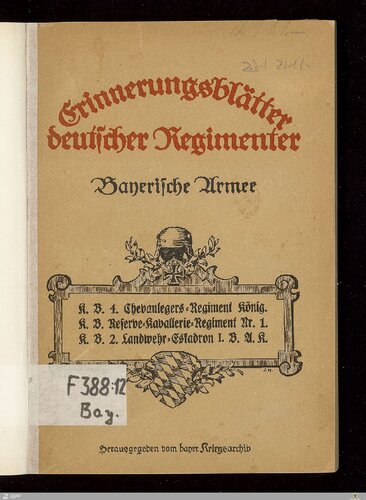 Erinnerungsblätter
deutscher Regimenter
Bayerische Armee
K. B. 4. Chevaulegers-Regiment König.
K. B. Reserve-Kavallerie-Regiment Nr. 1.
K. B. 2. Landwehr-Eskadron I. B. A. K.
F 388:12
Bay.
Herausgegeben vom bayer Kriegsarchiv